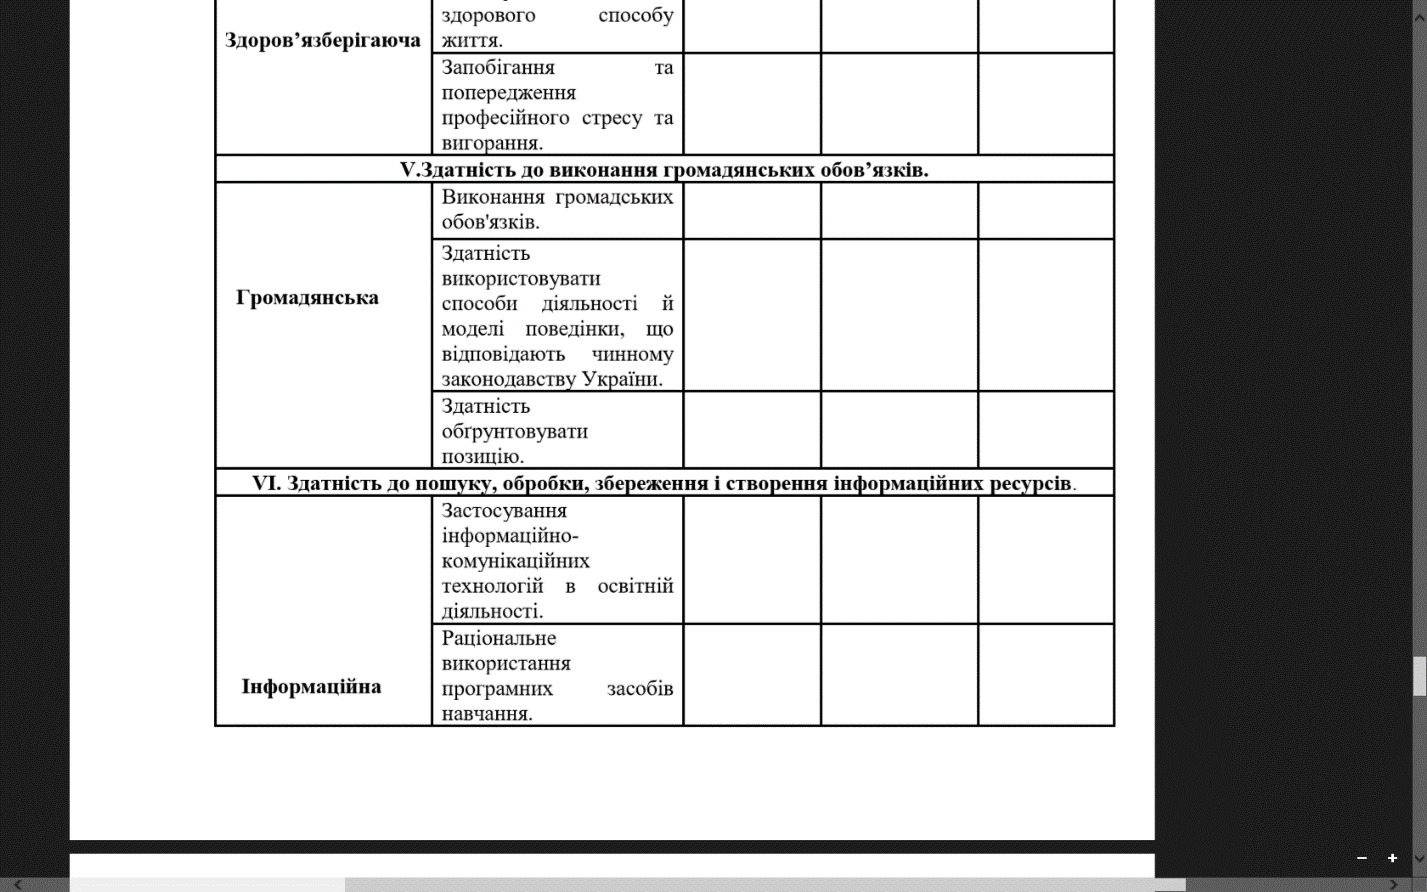 здорового способу
Здоров’язберігаюча
життя.
Запобігання та
попередження
професійного стресу та
вигорання.
V.Здатність до виконання громадянських обов’язків.
Виконання громадських
обов'язків.
Громадянська
Здатність
використовувати
способи діяльності й
моделі поведінки, що
відповідають чинному
законодавству України.
Здатність
обґрунтовувати
позицію.
VI. Здатність до пошуку, обробки, збереження і створення інформаційних ресурсів.
Застосування
інформаційно-
комунікаційних
технологій в освітній
діяльності.
Інформаційна
Раціональне
використання
програмних засобів
навчання.